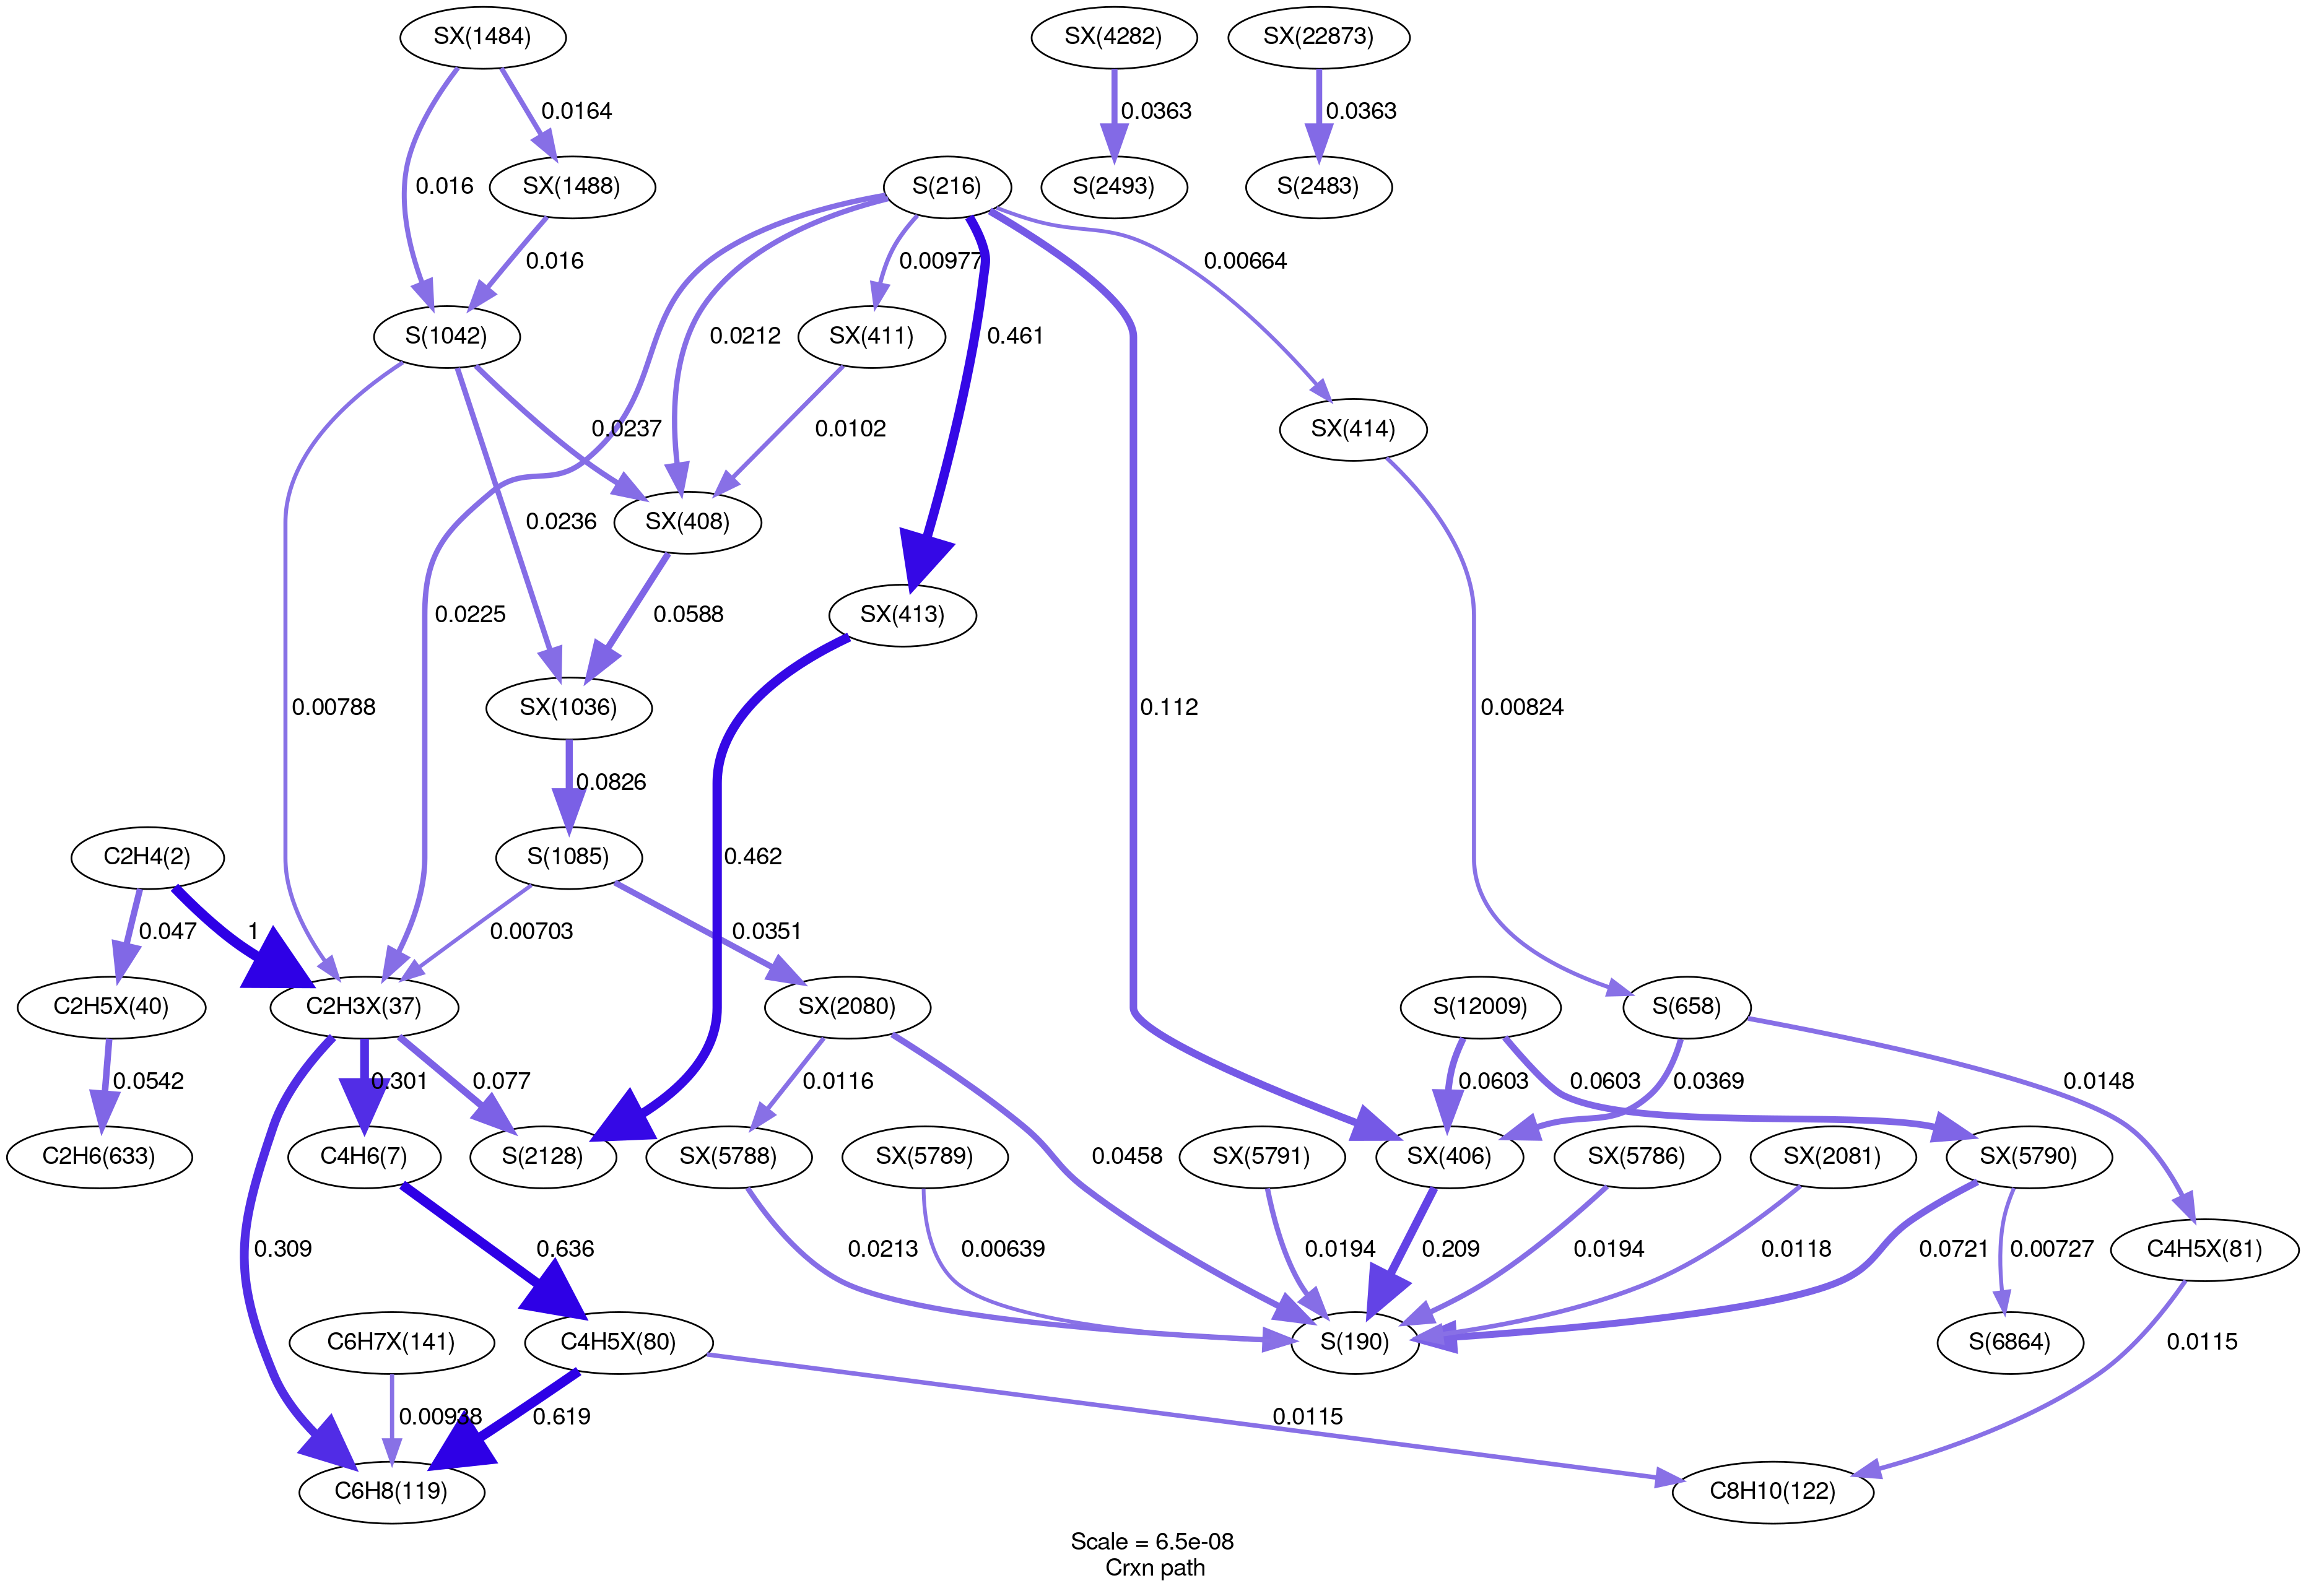 SX(1484)
SX(4282)
SX(22873)
0.0164
0.0363
0.0363
0.016
SX(1488)
S(216)
S(2493)
S(2483)
0.016
0.00977
0.00664
S(1042)
0.0212
SX(411)
0.461
0.0237
0.0102
SX(414)
0.0236
SX(408)
0.0225
0.0588
SX(413)
0.00788
SX(1036)
0.112
0.00824
0.0826
C2H4(2)
S(1085)
0.462
0.047
1
0.00703
0.0351
C2H5X(40)
C2H3X(37)
SX(2080)
S(12009)
S(658)
0.0542
0.301
0.077
0.0116
0.0603
0.0603
0.0369
0.0148
C2H6(633)
C4H6(7)
S(2128)
SX(5788)
SX(5789)
0.0458
SX(5791)
SX(406)
SX(5786)
SX(2081)
SX(5790)
0.309
0.636
0.0213
0.00639
0.0194
0.209
0.0194
0.0118
0.0721
0.00727
C4H5X(81)
C6H7X(141)
C4H5X(80)
S(190)
S(6864)
0.0115
0.00938
0.619
0.0115
C6H8(119)
C8H10(122)
Scale = 6.5e-08
Crxn path